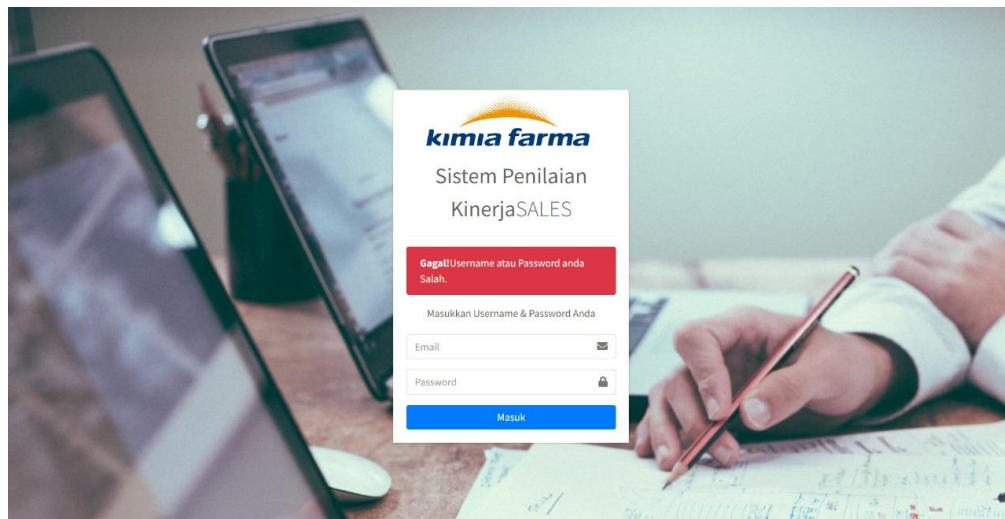 kimia farma
Sistem Penilaian
KinerjaSALES
Gagal!Username atau Password anda
Salah.
Masukkan Username & Password Anda
Email
Password
Masuk